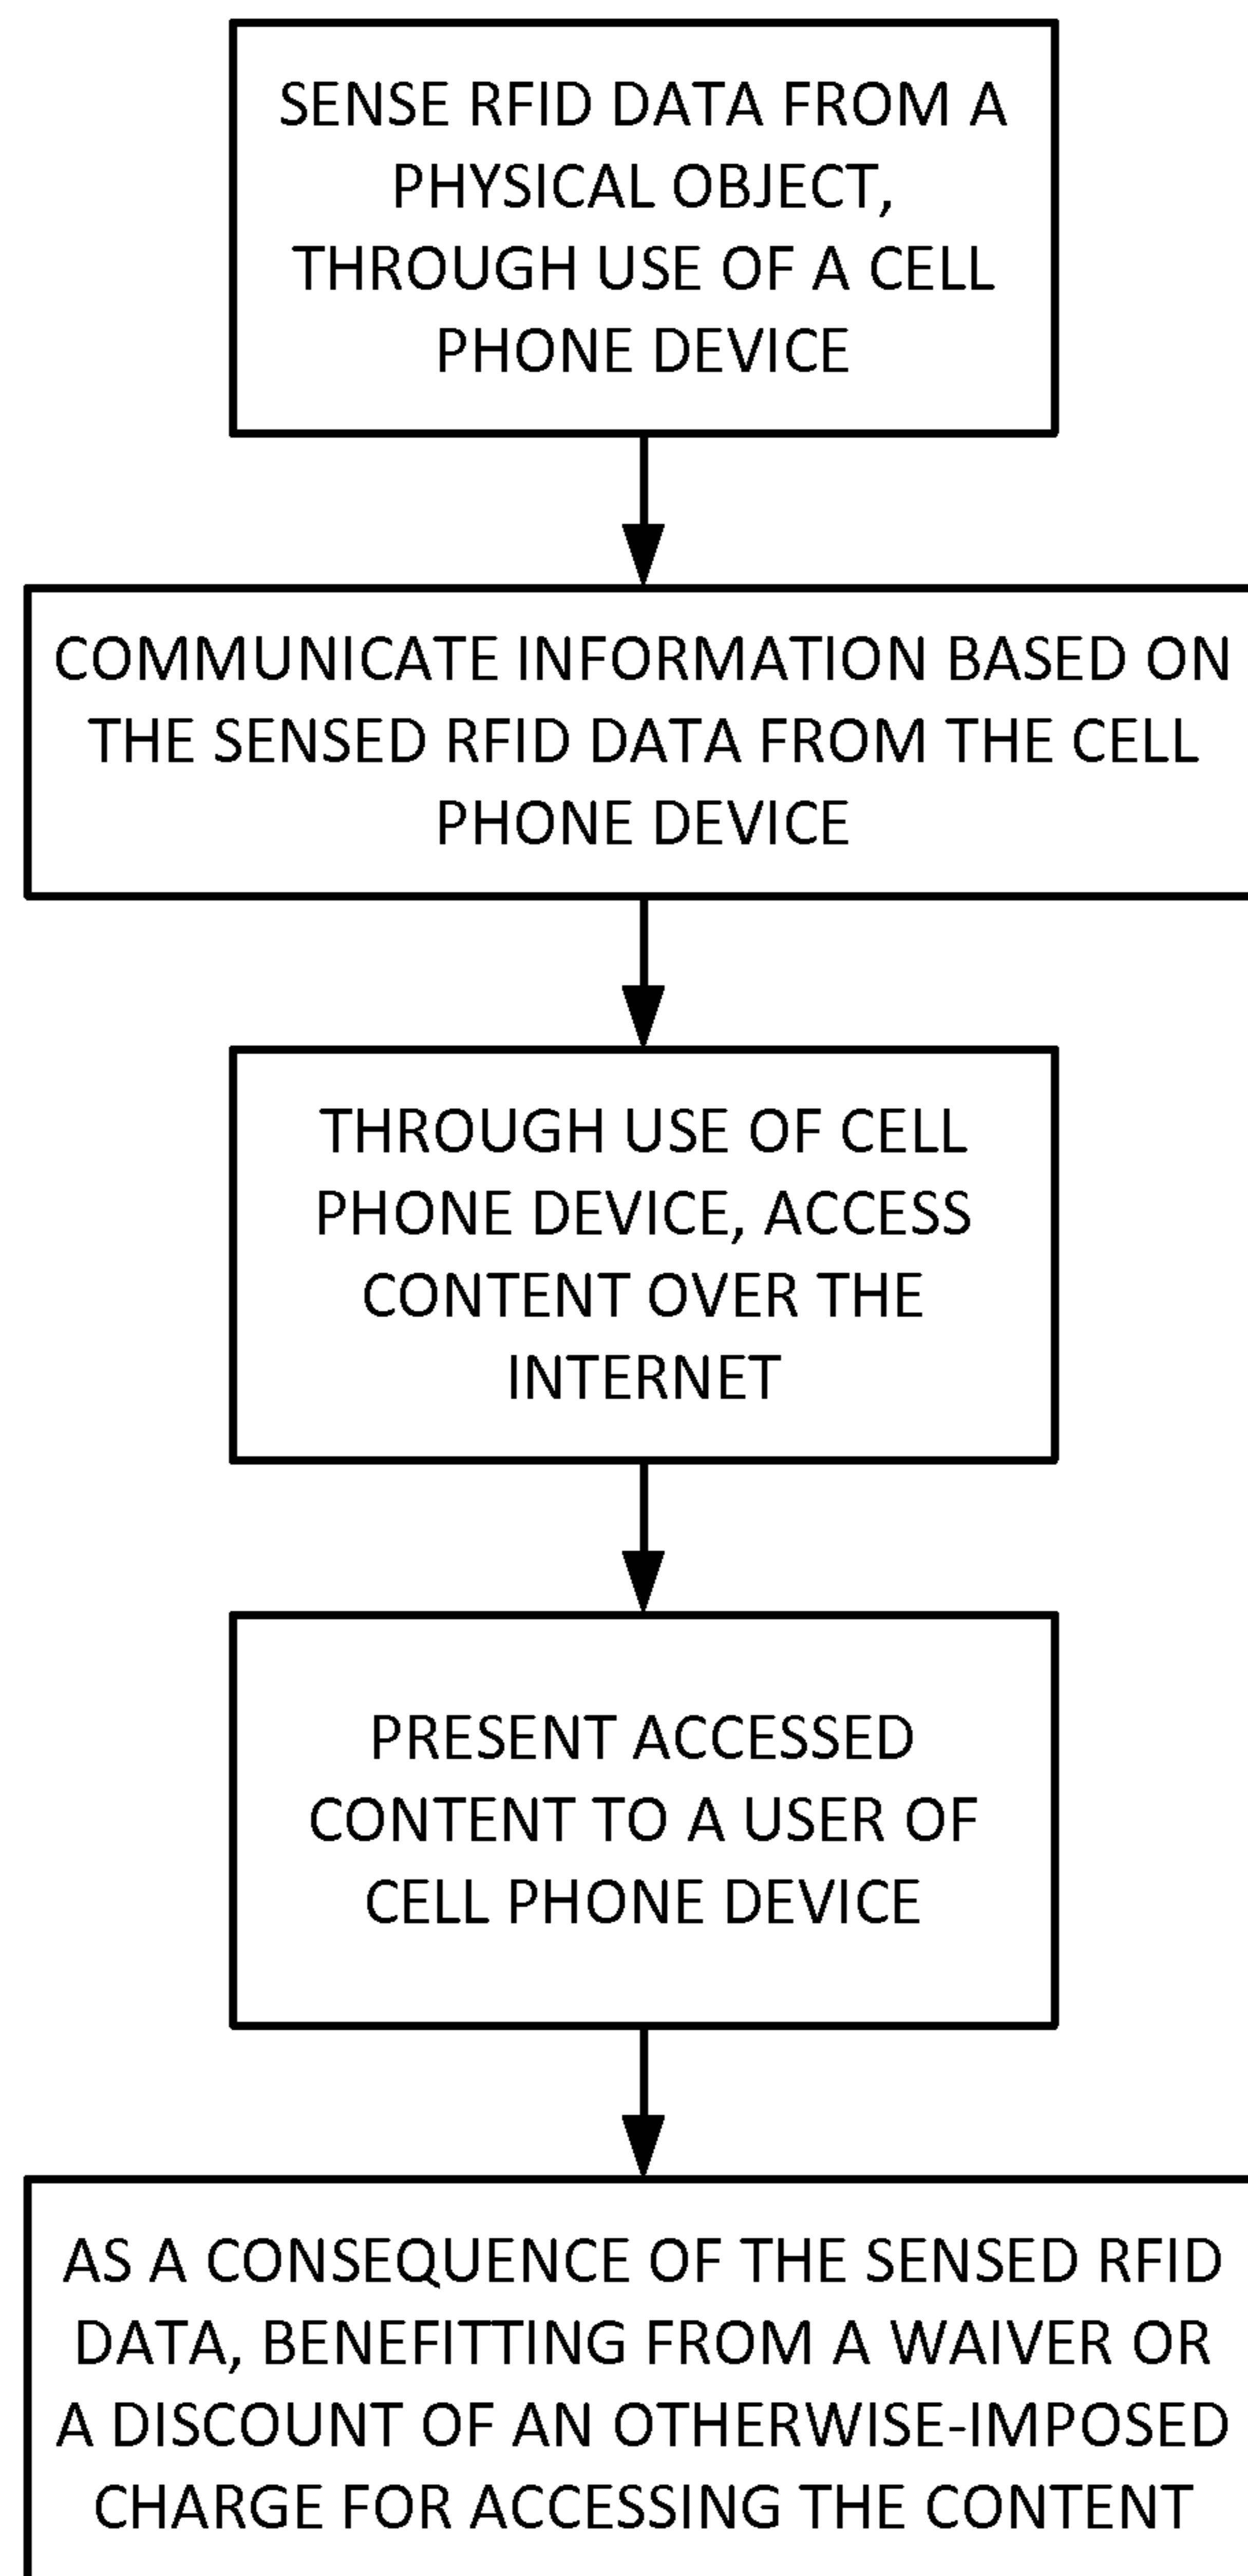 SENSE RFID DATA FROM A
PHYSICAL OBJECT,
THROUGH USE OF A CELL
PHONE DEVICE
COMMUNICATE INFORMATION BASED ON
THE SENSED RFID DATA FROM THE CELL
PHONE DEVICE
THROUGH USE OF CELL
PHONE DEVICE, ACCESS
CONTENT OVER THE
INTERNET
PRESENT ACCESSED
CONTENT TO A USER OF
CELL PHONE DEVICE
AS A CONSEQUENCE OF THE SENSED RFID
DATA, BENEFITTING FROM A WAIVER OR
A DISCOUNT OF AN OTHERWISE-IMPOSED
CHARGE FOR ACCESSING THE CONTENT